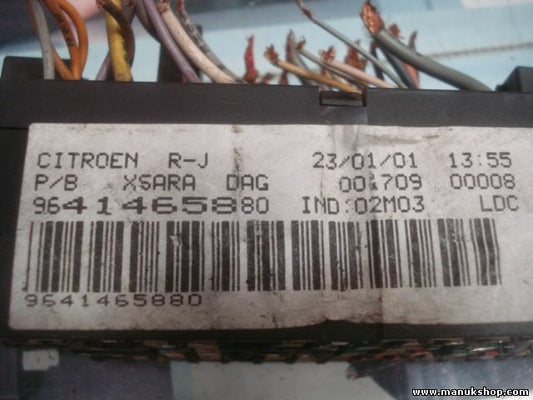 CITROEN R-J 23/01/01 13:55
P/B XSARA DAG 001709 00008
9641465880 IND:02M03 LDC
9641465880
www.manukshop.com